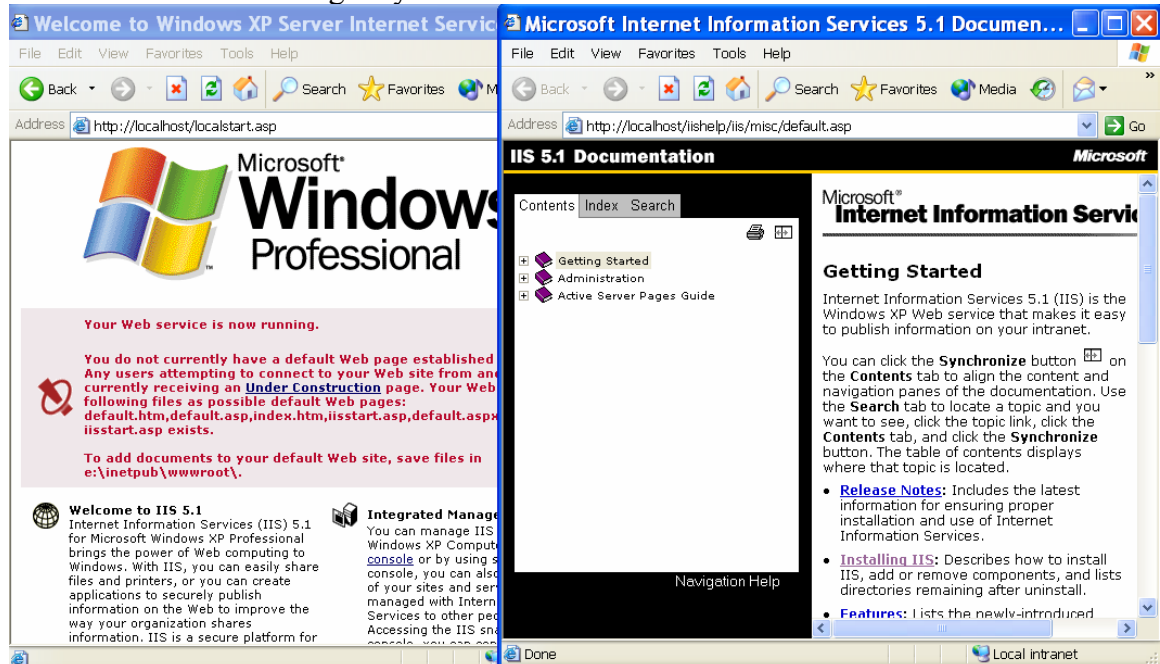 Welcome to Windows XP Server Internet Servic
File Edit View Favorites Tools Help
Back Search Favorites M
Address http://localhost/localstart.asp
Microsoft
Windows
Professional
Your Web service is now running.
You do not currently have a default Web page established
Any users attempting to connect to your Web site from an
currently receiving an Under Construction page. Your Web
following files as possible default Web pages:
default.htm,default.asp,index.htm,iisstart.asp,default.aspx
iisstart.asp exists.
To add documents to your default Web site, save files in
e:\inetpub\wwwroot\.
Welcome to IIS 5.1
Internet Information Services (IIS) 5.1
for Microsoft Windows XP Professional
brings the power of Web computing to
Windows. With IIS, you can easily share
files and printers, or you can create
applications to securely publish
information on the Web to improve the
way your organization shares
information. IIS is a secure platform for
Integrated Manage
You can manage IIS
Windows XP Compute
console or by using s
console, you can also
of your sites and serv
managed with Intern
Services to other peo
Accessing the IIS sna
Microsoft Internet Information Services 5.1 Documen...
File Edit View Favorites Tools Help
Back Search Favorites Media
Address http://localhost/iishelp/iis/misc/default.asp Go
IIS 5.1 Documentation Microsoft
Contents Index Search
Getting Started
Administration
Active Server Pages Guide
Navigation Help
Microsoft
Internet Information Servic
Getting Started
Internet Information Services 5.1 (IIS) is the
Windows XP Web service that makes it easy
to publish information on your intranet.
You can click the Synchronize button on
the Contents tab to align the content and
navigation panes of the documentation. Use
the Search tab to locate a topic and you
want to see, click the topic link, click the
Contents tab, and click the Synchronize
button. The table of contents displays
where that topic is located.
• Release Notes: Includes the latest
information for ensuring proper
installation and use of Internet
Information Services.
• Installing IIS: Describes how to install
IIS, add or remove components, and lists
directories remaining after uninstall.
• Features: Lists the newly-introduced
Done Local intranet